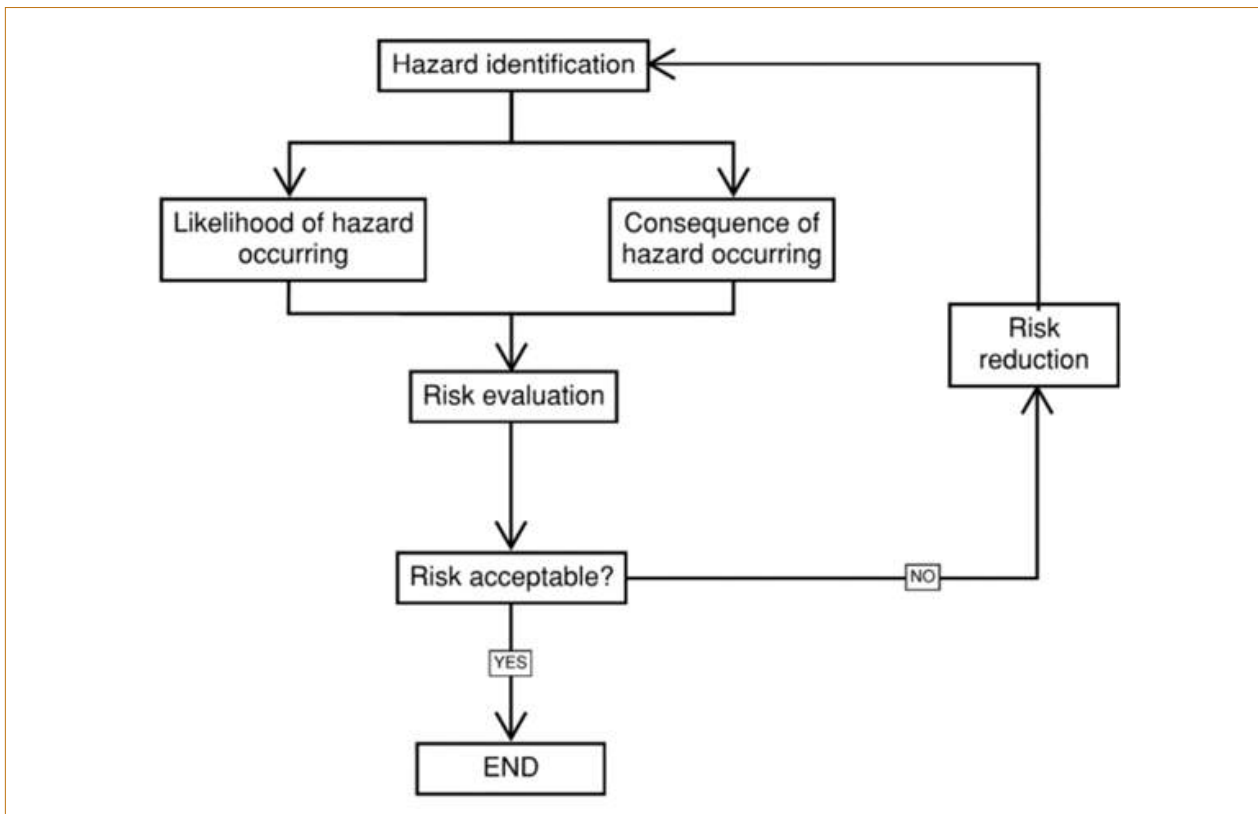 Hazard identification
Likelihood of hazard
occurring
Consequence of
hazard occurring
Risk
reduction
Risk evaluation
Risk acceptable?
NO
YES
END